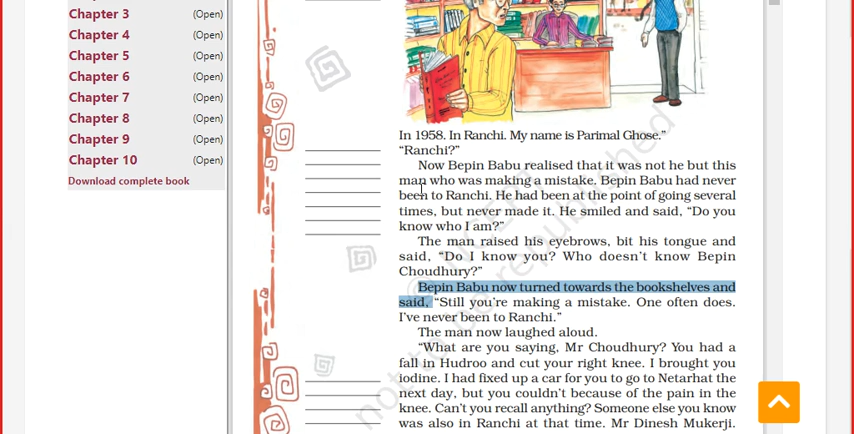 Chapter 3 (Open)
Chapter 4 (Open)
Chapter 5 (Open)
Chapter 6 (Open)
Chapter 7 (Open)
Chapter 8 (Open)
Chapter 9 (Open)
Chapter 10 (Open)
Download complete book
In 1958. In Ranchi. My name is Parimal Ghose.”
“Ranchi?”
Now Bepin Babu realised that it was not he but this
man who was making a mistake. Bepin Babu had never
been to Ranchi. He had been at the point of going several
times, but never made it. He smiled and said, “Do you
know who I am?”
The man raised his eyebrows, bit his tongue and
said, “Do I know you? Who doesn’t know Bepin
Choudhury?”
Bepin Babu now turned towards the bookshelves and
said, “Still you’re making a mistake. One often does.
I’ve never been to Ranchi.”
The man now laughed aloud.
“What are you saying, Mr Choudhury? You had a
fall in Hudroo and cut your right knee. I brought you
iodine. I had fixed up a car for you to go to Netarhat the
next day, but you couldn’t because of the pain in the
knee. Can’t you recall anything? Someone else you know
was also in Ranchi at that time. Mr Dinesh Mukerji.
not to be republished